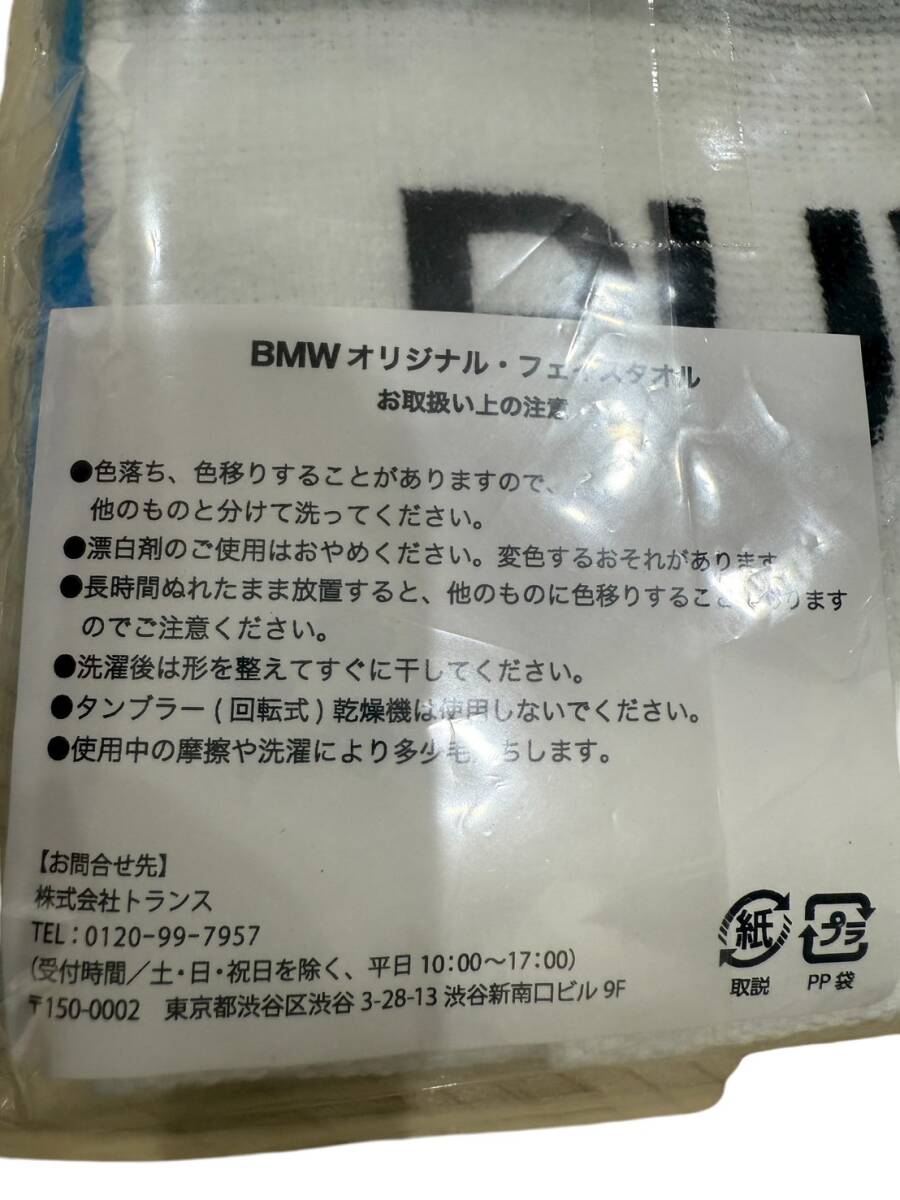 BMWオリジナル・フェイスタオル
お取扱い上の注意
●色落ち、色移りすることがありますので、
他のものと分けて洗ってください。
●漂白剤のご使用はおやめください。変色するおそれがあります
●長時間ぬれたまま放置すると、他のものに色移りすることがあります
のでご注意ください。
●洗濯後は形を整えてすぐに干してください。
●タンブラー(回転式)乾燥機は使用しないでください。
●使用中の摩擦や洗濯により多少毛落ちします。
【お問合せ先】
株式会社トランス
TEL:0120-99-7957
(受付時間/土・日・祝日を除く、平日10:00～17:00)
〒150-0002 東京都渋谷区渋谷3-28-13 渋谷新南口ビル9F
紙 プラ
取説 PP袋